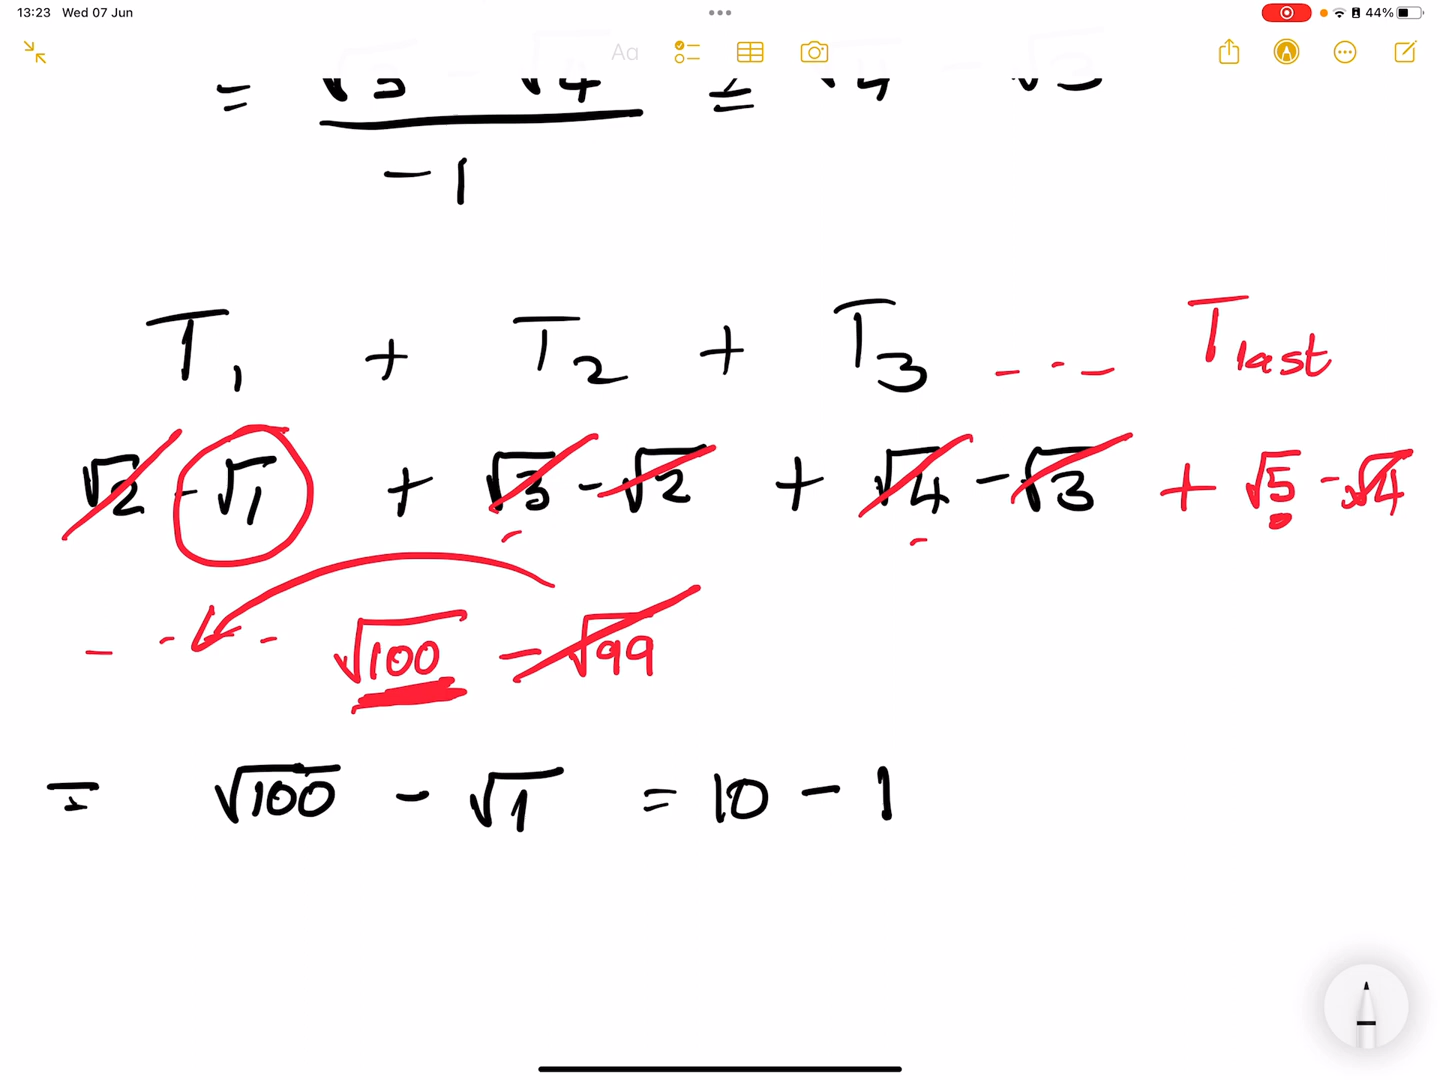 13:23 Wed 07 Jun 44%
Aa
= √3 √4 = √4 √3
-1
T₁ + T₂ + T₃ - - - T last
√2 - √1 + √3 - √2 + √4 - √3 + √5 - √4
- - - - √100 - √99
= √100 - √1 = 10 - 1